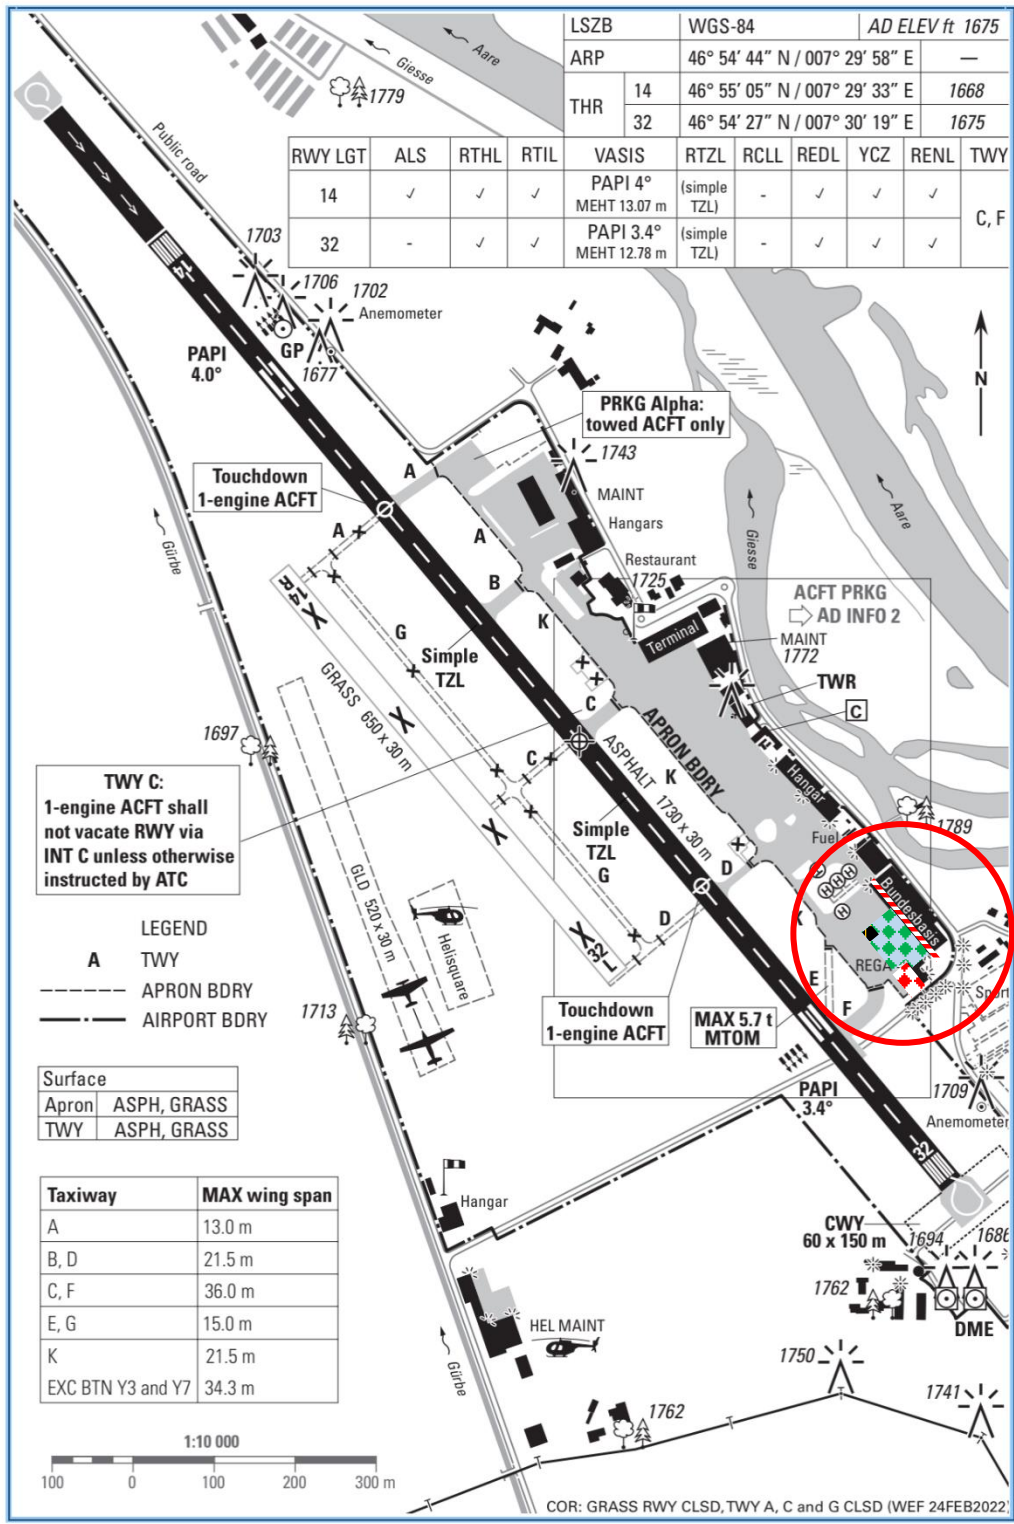 LSZB WGS-84 AD ELEV ft 1675
ARP 46° 54′ 44″ N / 007° 29′ 58″ E —
THR 14 46° 55′ 05″ N / 007° 29′ 33″ E 1668
32 46° 54′ 27″ N / 007° 30′ 19″ E 1675
RWY LGT ALS RTHL RTIL VASIS RTZL RCLL REDL YCZ RENL TWY
14 ✓ ✓ ✓ PAPI 4° (simple - ✓ ✓ ✓ C, F
MEHT 13.07 m TZL)
32 - ✓ ✓ PAPI 3.4° (simple - ✓ ✓ ✓
MEHT 12.78 m TZL)
Giesse
Aare
1779
Public road
1703
1706
1702
Anemometer
14
GP
1677
PAPI
4.0°
N
PRKG Alpha:
towed ACFT only
A
1743
Touchdown
1-engine ACFT
MAINT
Hangars
Aare
Giesse
Gürbe
A
A
Restaurant
1725
B
ACFT PRKG
AD INFO 2
14R
K
G
Terminal
MAINT
1772
Simple
TZL
TWR
C
C
GRASS 650 x 30 m
APRON BDRY
1697
C
ASPHALT 1730 x 30 m
K
Hangar
TWY C:
1-engine ACFT shall
not vacate RWY via
INT C unless otherwise
instructed by ATC
Simple
TZL
G
Fuel
1789
D
GLD 520 x 30 m
H
H H H
H
Bundesbasis
K
LEGEND
A TWY
APRON BDRY
AIRPORT BDRY
Helisquare
D
32L
REGA
E
F
Sport
1713
Touchdown
1-engine ACFT
MAX 5.7 t
MTOM
Surface
Apron ASPH, GRASS
TWY ASPH, GRASS
PAPI
3.4°
1709
Anemometer
32
Taxiway MAX wing span
A 13.0 m
B, D 21.5 m
C, F 36.0 m
E, G 15.0 m
K 21.5 m
EXC BTN Y3 and Y7 34.3 m
Hangar
CWY
60 x 150 m
1694
1686
1762
DME
HEL MAINT
Gürbe
1750
1741
1762
1:10 000
100 0 100 200 300 m
COR: GRASS RWY CLSD, TWY A, C and G CLSD (WEF 24FEB2022)